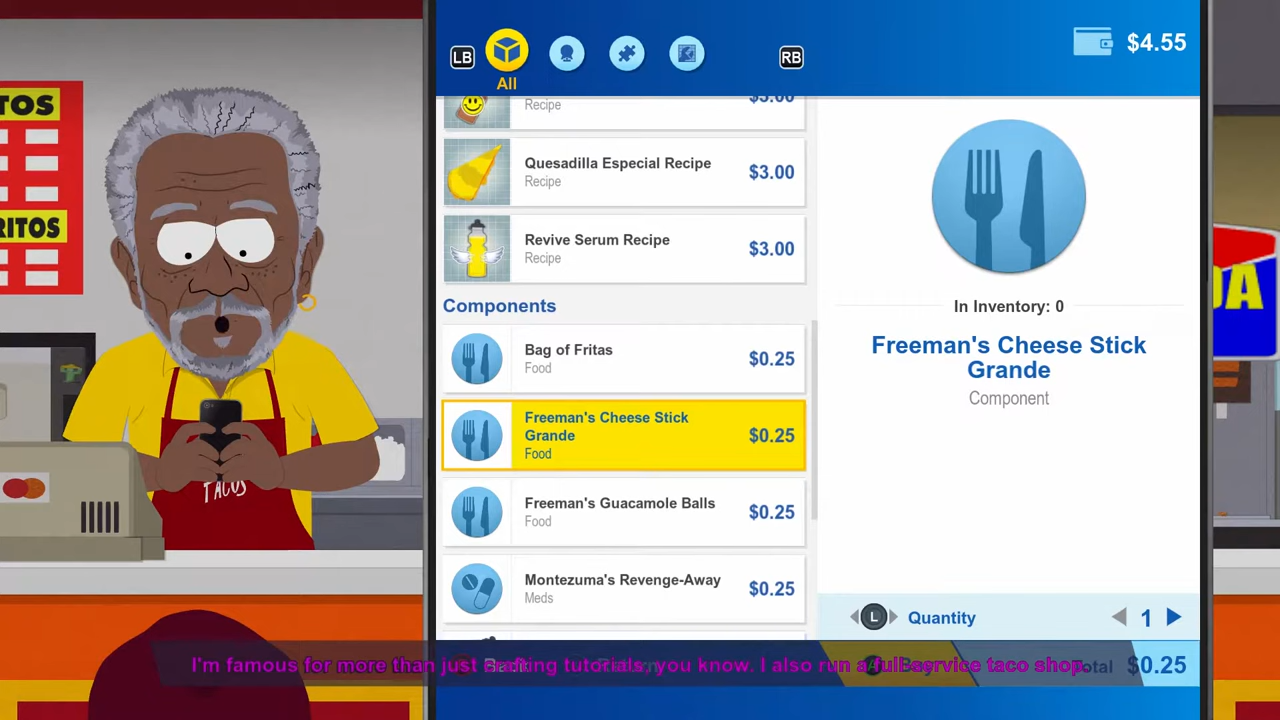 TOS
RITOS
TACOS
LB
All
RB
$4.55
$3.00
Recipe
Quesadilla Especial Recipe
Recipe
$3.00
Revive Serum Recipe
Recipe
$3.00
Components
Bag of Fritas
Food
$0.25
Freeman's Cheese Stick
Grande
Food
$0.25
Freeman's Guacamole Balls
Food
$0.25
Montezuma's Revenge-Away
Meds
$0.25
In Inventory: 0
Freeman's Cheese Stick
Grande
Component
L
Quantity
1
DA
I'm famous for more than just crafting tutorials, you know. I also run a full service taco shop.
$0.25